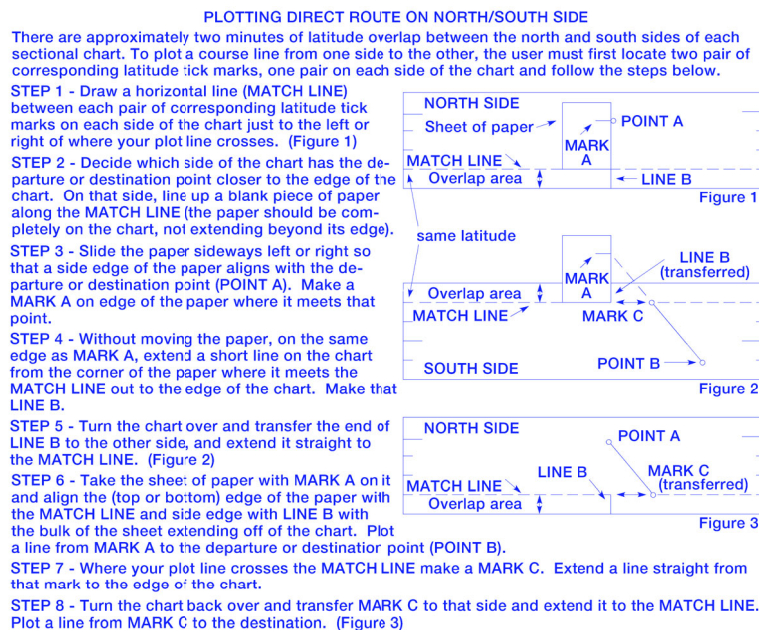 PLOTTING DIRECT ROUTE ON NORTH/SOUTH SIDE
There are approximately two minutes of latitude overlap between the north and south sides of each
sectional chart. To plot a course line from one side to the other, the user must first locate two pair of
corresponding latitude tick marks, one pair on each side of the chart and follow the steps below.
STEP 1 - Draw a horizontal line (MATCH LINE)
between each pair of corresponding latitude tick
marks on each side of the chart just to the left or
right of where your plot line crosses. (Figure 1)
STEP 2 - Decide which side of the chart has the de-
parture or destination point closer to the edge of the
chart. On that side, line up a blank piece of paper
along the MATCH LINE (the paper should be com-
pletely on the chart, not extending beyond its edge).
STEP 3 - Slide the paper sideways left or right so
that a side edge of the paper aligns with the de-
parture or destination point (POINT A). Make a
MARK A on edge of the paper where it meets that
point.
STEP 4 - Without moving the paper, on the same
edge as MARK A, extend a short line on the chart
from the corner of the paper where it meets the
MATCH LINE out to the edge of the chart. Make that
LINE B.
STEP 5 - Turn the chart over and transfer the end of
LINE B to the other side, and extend it straight to
the MATCH LINE. (Figure 2)
STEP 6 - Take the sheet of paper with MARK A on it
and align the (top or bottom) edge of the paper with
the MATCH LINE and side edge with LINE B with
the bulk of the sheet extending off of the chart. Plot
a line from MARK A to the departure or destination point (POINT B).
STEP 7 - Where your plot line crosses the MATCH LINE make a MARK C. Extend a line straight from
that mark to the edge of the chart.
STEP 8 - Turn the chart back over and transfer MARK C to that side and extend it to the MATCH LINE.
Plot a line from MARK C to the destination. (Figure 3)
NORTH SIDE
Sheet of paper
POINT A
MARK
A
MATCH LINE
Overlap area
LINE B
Figure 1
same latitude
LINE B
(transferred)
MARK
A
Overlap area
MATCH LINE
MARK C
POINT B
SOUTH SIDE
Figure 2
NORTH SIDE
POINT A
LINE B
MARK C
(transferred)
MATCH LINE
Overlap area
Figure 3